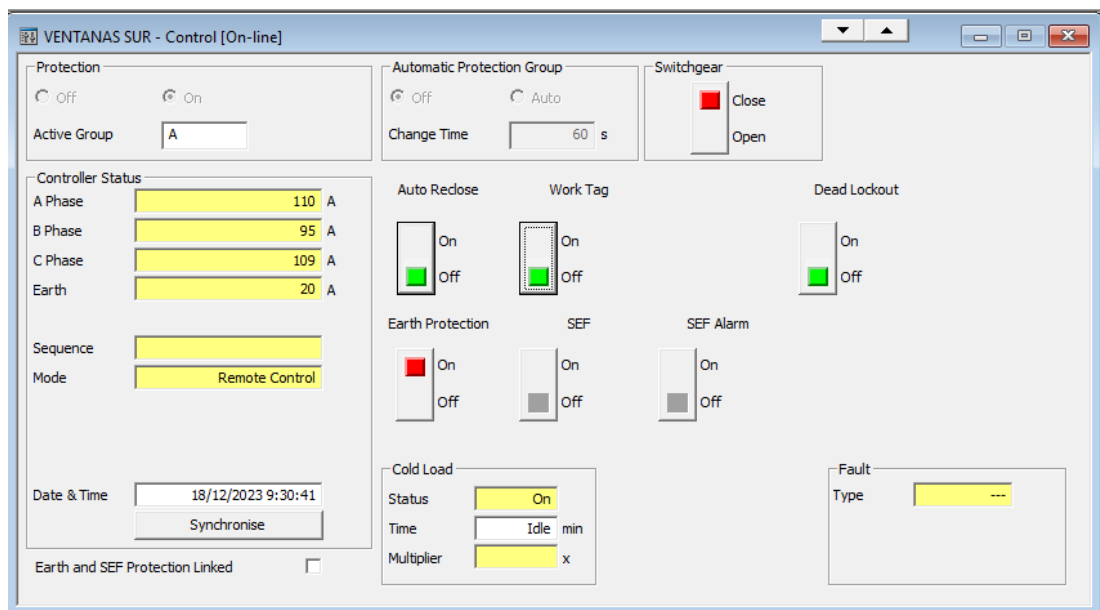 VENTANAS SUR - Control [On-line]
Protection
Off On
Active Group A
Automatic Protection Group
Off Auto
Change Time 60 s
Switchgear
Close
Open
Controller Status
A Phase 110 A
B Phase 95 A
C Phase 109 A
Earth 20 A
Sequence
Mode Remote Control
Date & Time 18/12/2023 9:30:41
Synchronise
Earth and SEF Protection Linked
Auto Reclose Work Tag Dead Lockout
On On On
Off Off Off
Earth Protection SEF SEF Alarm
On On On
Off Off Off
Cold Load
Status On
Time Idle min
Multiplier x
Fault
Type ---